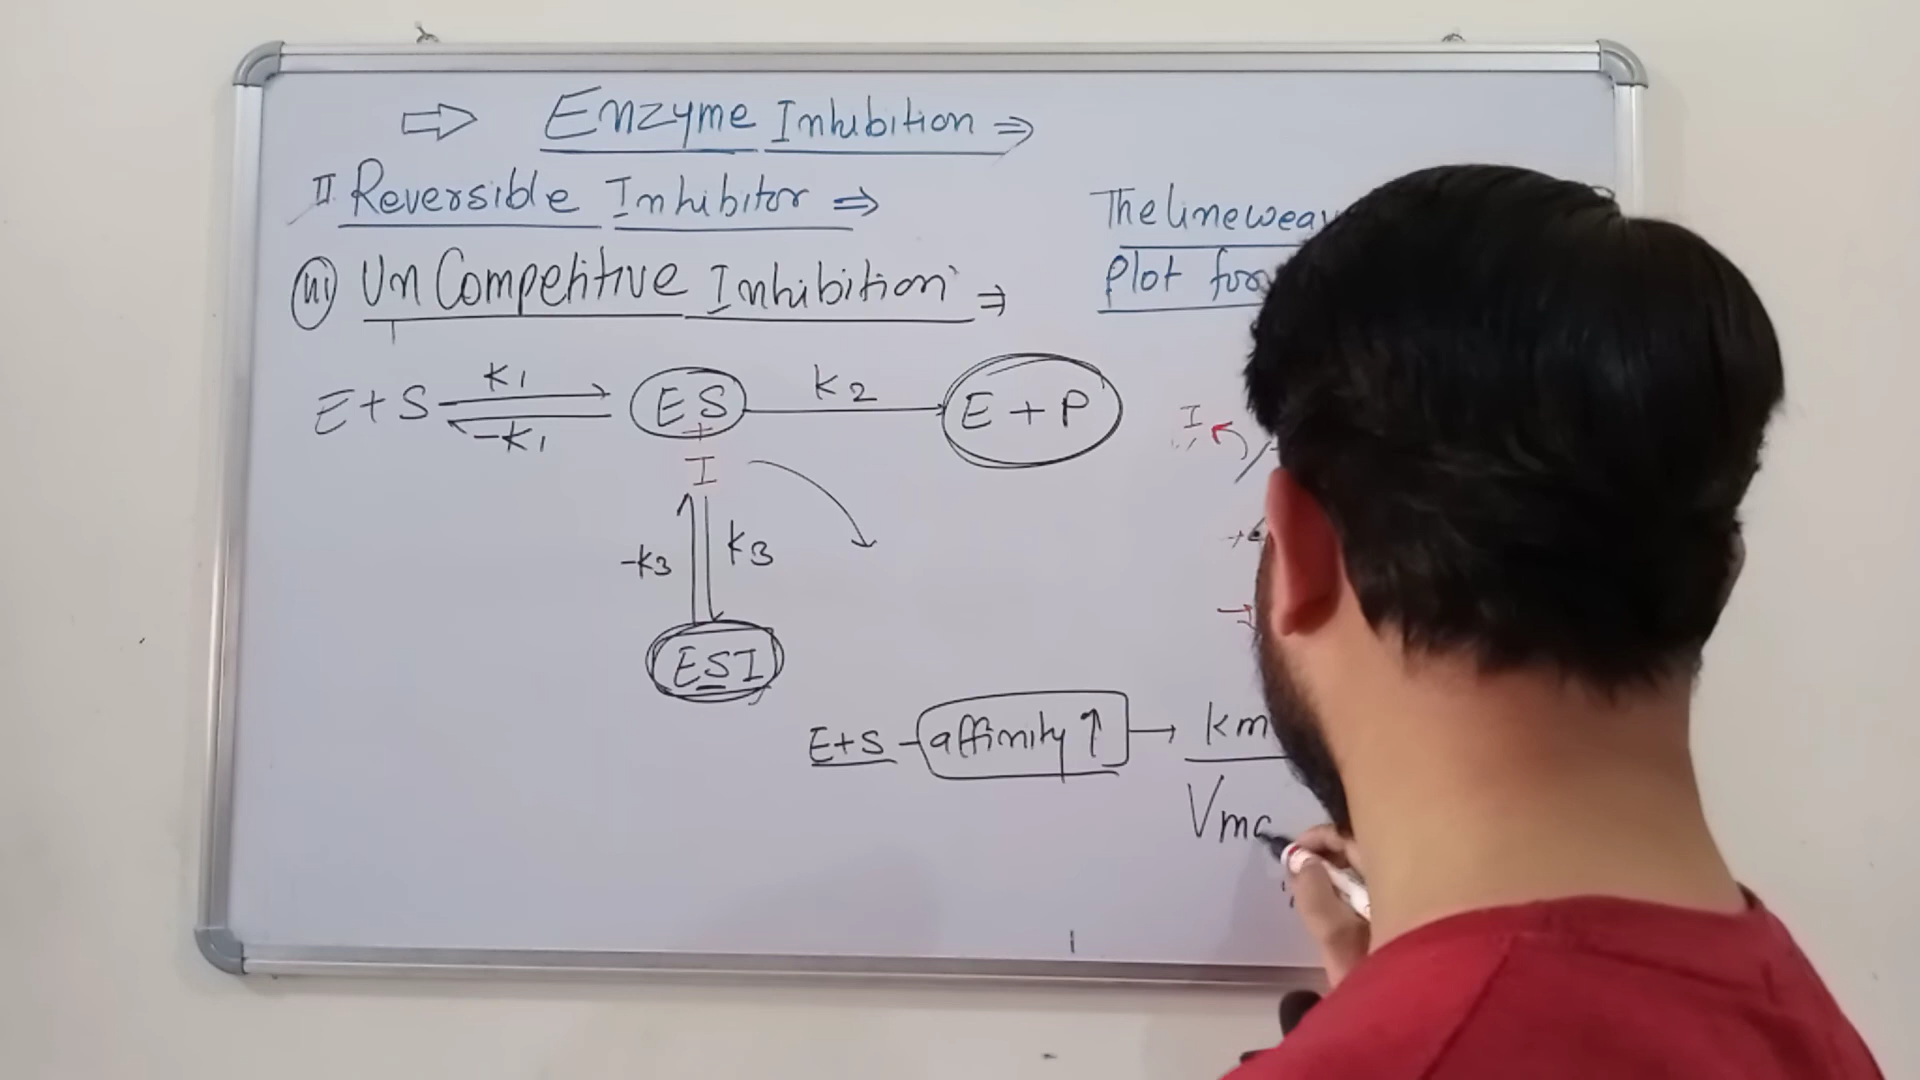 ⇨ Enzyme Inhibition ⇒
II Reversible Inhibitor ⇒
(iii) Un Competitive Inhibition ⇒
E+S K1 -K1 ES K2 E + P
+
I
-K3 K3
ESI
E+S affinity ↑ → Km
Vma
The lineweav
Plot for
I